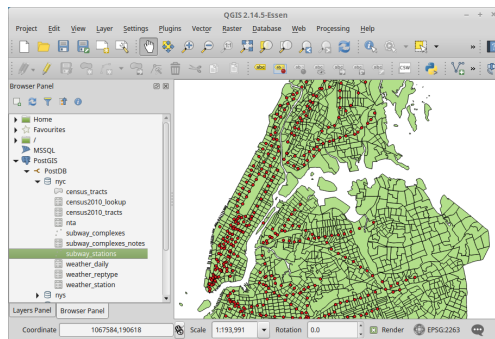 QGIS 2.14.5-Essen
Project Edit View Layer Settings Plugins Vector Raster Database Web Processing Help
»
abc
CSW
»
Browser Panel
Home
Favourites
/
MSSQL
PostGIS
PostDB
nyc
census_tracts
census2010_lookup
census2010_tracts
nta
subway_complexes
subway_complexes_notes
subway_stations
weather_daily
weather_reptype
weather_station
nys
Layers Panel Browser Panel
Coordinate 1067584,190618 Scale 1:193,991 Rotation 0.0 Render EPSG:2263